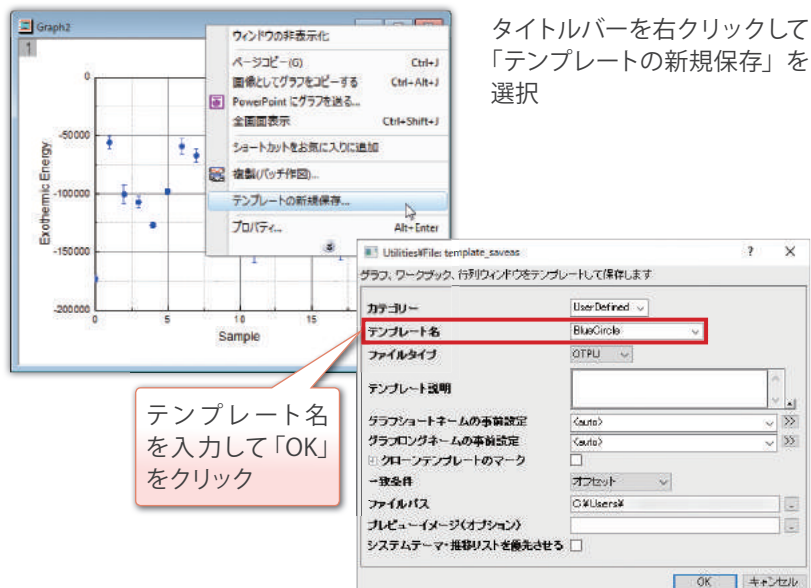 Graph2
1
0
-50000
-100000
-150000
-200000
Exothermic Energy
0
5
10
15
Sample
ウィンドウの非表示化
ページコピー(G) Ctrl+J
画像としてグラフをコピーする Ctrl+Alt+J
PowerPoint にグラフを送る...
全画面表示 Ctrl+Shift+J
ショートカットをお気に入りに追加
複製(バッチ作図)...
テンプレートの新規保存...
プロパティ... Alt+Enter
タイトルバーを右クリックして
「テンプレートの新規保存」を
選択
Utilities¥File: template_saveas ? ×
グラフ、ワークブック、行列ウィンドウをテンプレートして保存します
カテゴリー UserDefined
テンプレート名 BlueCircle
ファイルタイプ OTPU
テンプレート説明
グラフショートネームの事前設定 <auto> >>
グラフロングネームの事前設定 <auto> >>
クローンテンプレートのマーク
一致条件 オフセット
ファイルパス C:¥Users¥
プレビューイメージ(オプション)
システムテーマ・推移リストを優先させる
OK キャンセル
テンプレート名
を入力して「OK」
をクリック